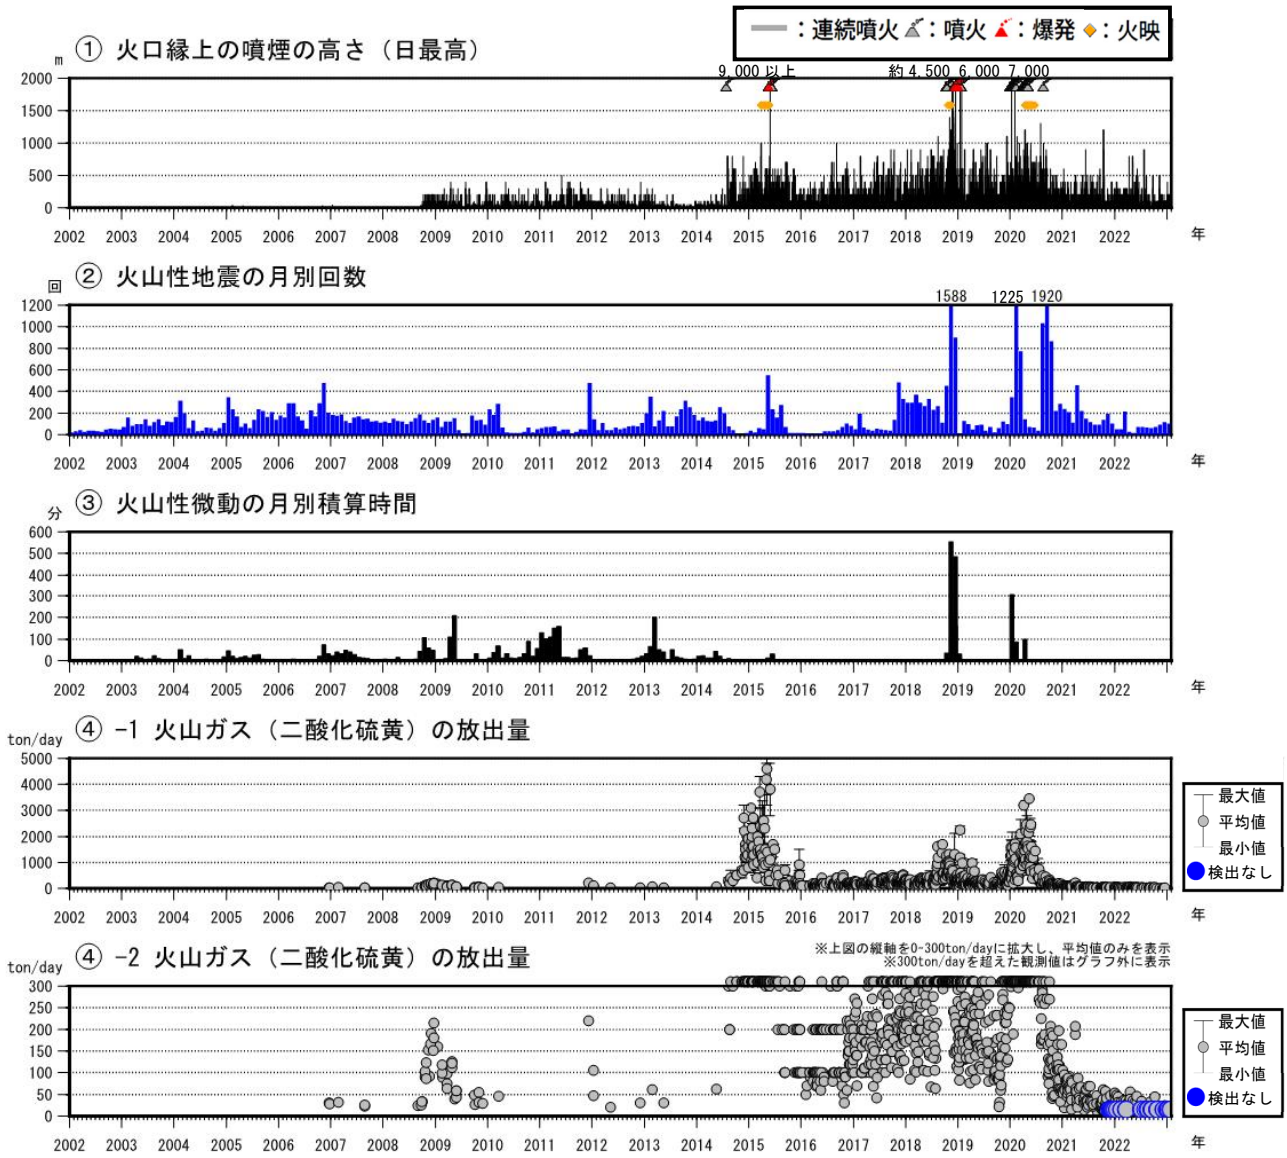 ━━：連続噴火 ：噴火 ：爆発 ◆：火映
① 火口縁上の噴煙の高さ（日最高）
m
9,000 以上 約 4,500 6,000 7,000
2000
1500
1000
500
0
2002 2003 2004 2005 2006 2007 2008 2009 2010 2011 2012 2013 2014 2015 2016 2017 2018 2019 2020 2021 2022 年
② 火山性地震の月別回数
回
1588 1225 1920
1200
1000
800
600
400
200
0
2002 2003 2004 2005 2006 2007 2008 2009 2010 2011 2012 2013 2014 2015 2016 2017 2018 2019 2020 2021 2022 年
③ 火山性微動の月別積算時間
分
600
500
400
300
200
100
0
2002 2003 2004 2005 2006 2007 2008 2009 2010 2011 2012 2013 2014 2015 2016 2017 2018 2019 2020 2021 2022 年
④ -1 火山ガス（二酸化硫黄）の放出量
ton/day
5000
4000
3000
2000
1000
0
最大値
平均値
最小値
検出なし
2002 2003 2004 2005 2006 2007 2008 2009 2010 2011 2012 2013 2014 2015 2016 2017 2018 2019 2020 2021 2022 年
④ -2 火山ガス（二酸化硫黄）の放出量
※上図の縦軸を0-300ton/dayに拡大し、平均値のみを表示
※300ton/dayを超えた観測値はグラフ外に表示
ton/day
300
250
200
150
100
50
0
最大値
平均値
最小値
検出なし
2002 2003 2004 2005 2006 2007 2008 2009 2010 2011 2012 2013 2014 2015 2016 2017 2018 2019 2020 2021 2022 年